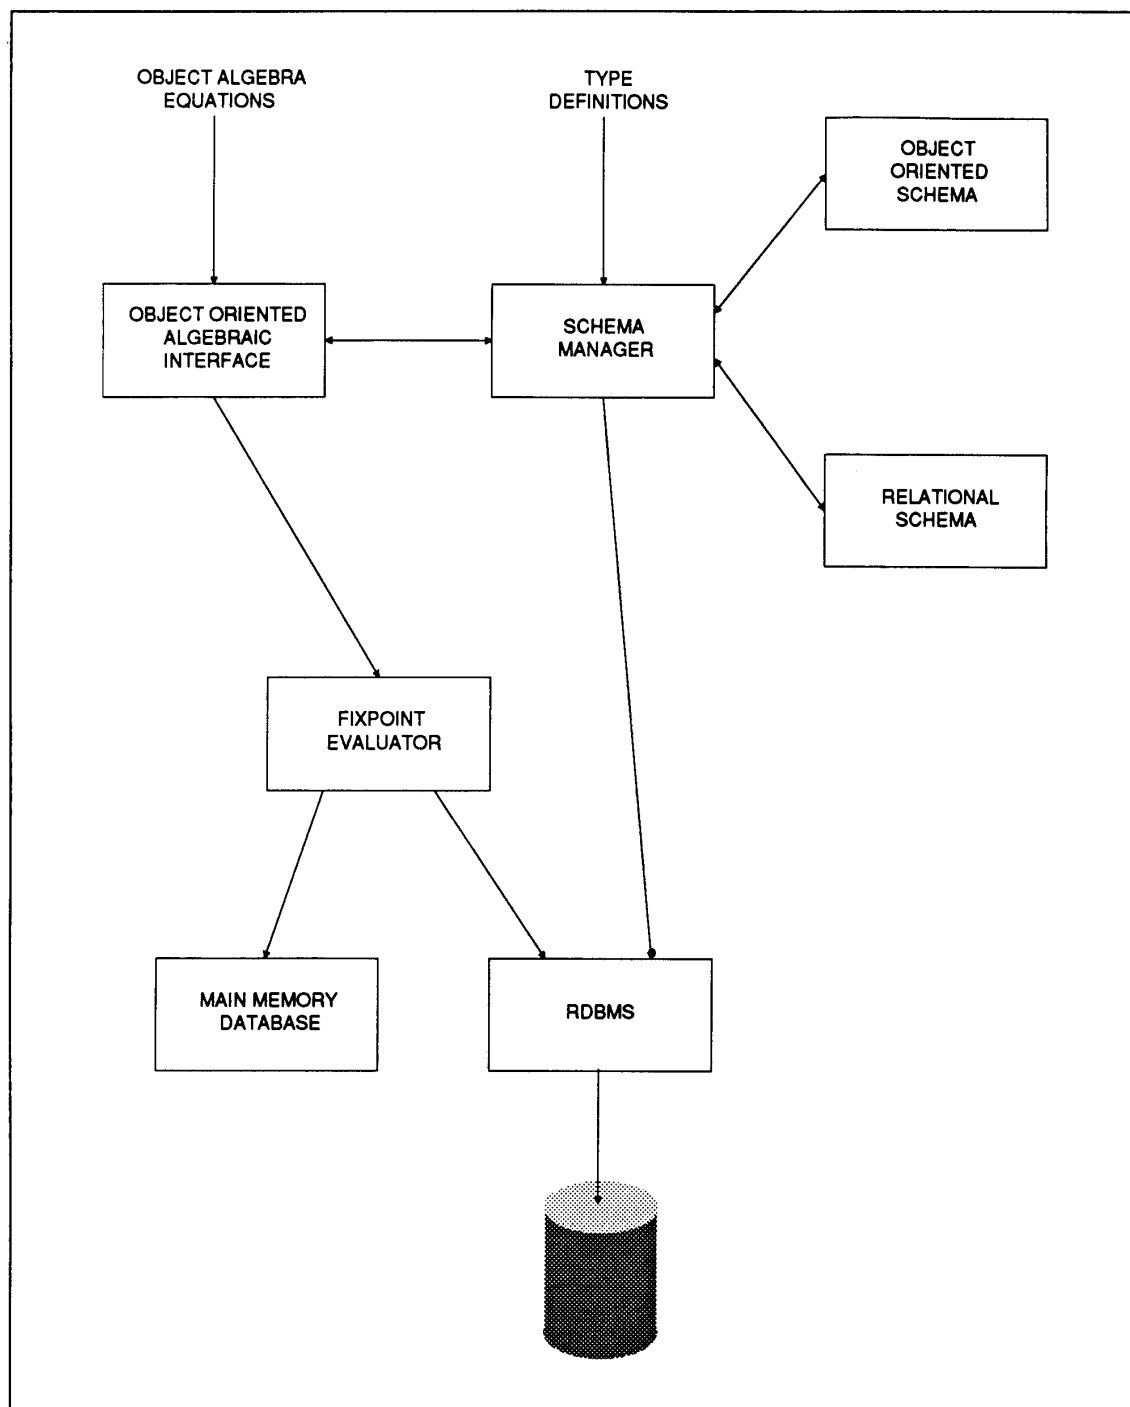 OBJECT ALGEBRA
EQUATIONS
TYPE
DEFINITIONS
OBJECT
ORIENTED
SCHEMA
OBJECT ORIENTED
ALGEBRAIC
INTERFACE
SCHEMA
MANAGER
RELATIONAL
SCHEMA
FIXPOINT
EVALUATOR
MAIN MEMORY
DATABASE
RDBMS